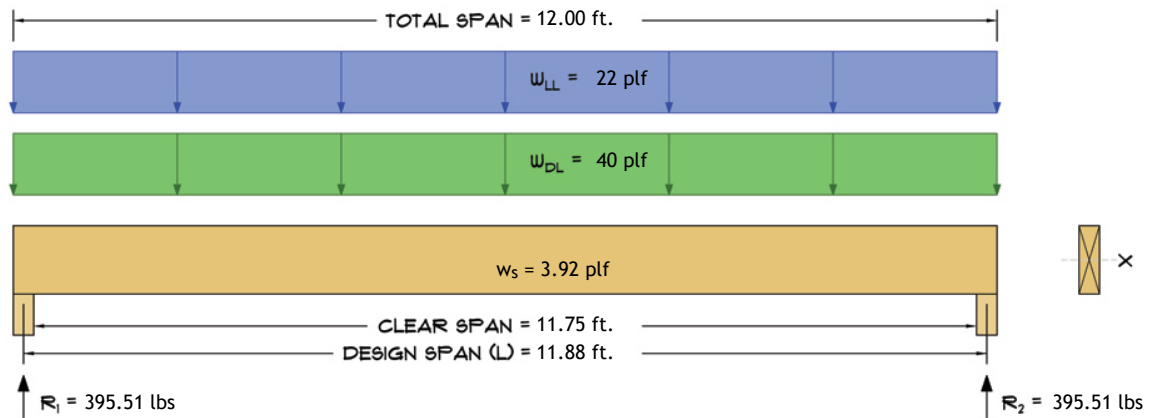 TOTAL SPAN = 12.00 ft.
wLL = 22 plf
wDL = 40 plf
ws = 3.92 plf
X
CLEAR SPAN = 11.75 ft.
DESIGN SPAN (L) = 11.88 ft.
R1 = 395.51 lbs
R2 = 395.51 lbs